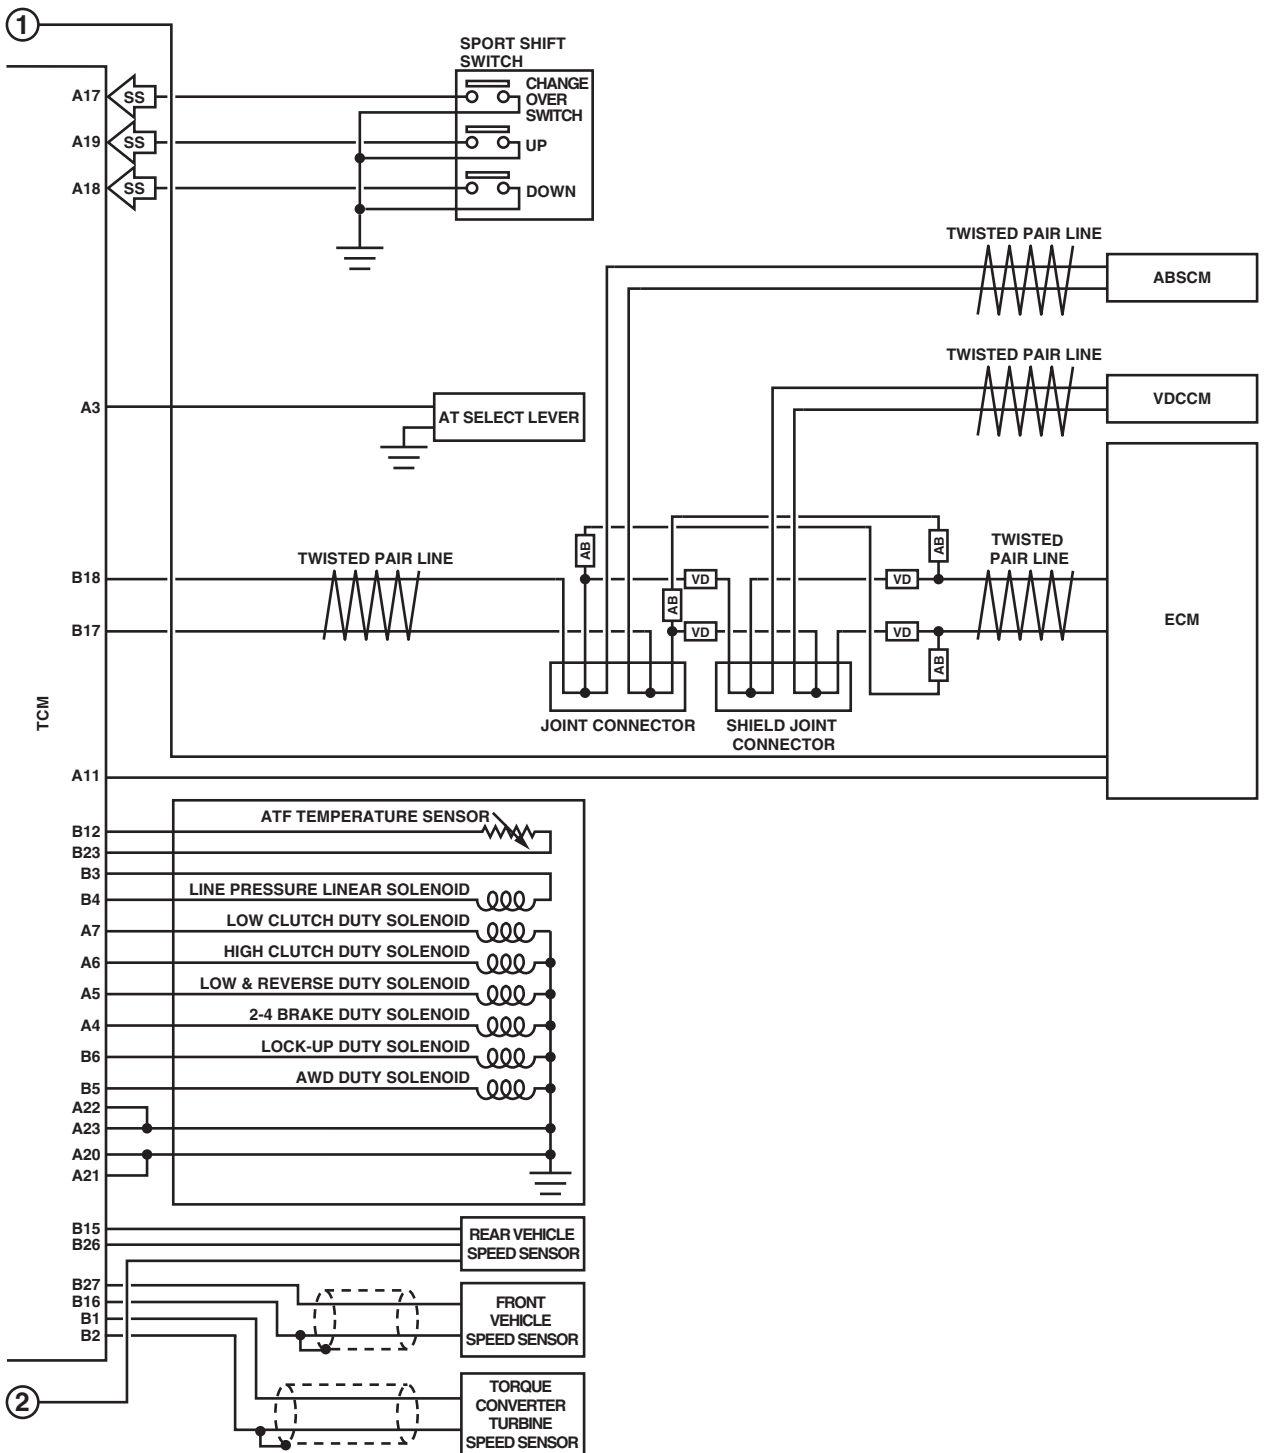 1
SPORT SHIFT
SWITCH
A17
SS
CHANGE
OVER
SWITCH
A19
SS
UP
A18
SS
DOWN
TWISTED PAIR LINE
ABSCM
TWISTED PAIR LINE
VDCCM
A3
AT SELECT LEVER
TWISTED PAIR LINE
AB
AB
TWISTED
PAIR LINE
B18
VD
VD
AB
ECM
B17
VD
VD
AB
TCM
JOINT CONNECTOR
SHIELD JOINT
CONNECTOR
A11
B12
ATF TEMPERATURE SENSOR
B23
B3
B4
LINE PRESSURE LINEAR SOLENOID
A7
LOW CLUTCH DUTY SOLENOID
A6
HIGH CLUTCH DUTY SOLENOID
A5
LOW & REVERSE DUTY SOLENOID
A4
2-4 BRAKE DUTY SOLENOID
B6
LOCK-UP DUTY SOLENOID
B5
AWD DUTY SOLENOID
A22
A23
A20
A21
B15
B26
REAR VEHICLE
SPEED SENSOR
B27
B16
B1
B2
FRONT
VEHICLE
SPEED SENSOR
2
TORQUE
CONVERTER
TURBINE
SPEED SENSOR